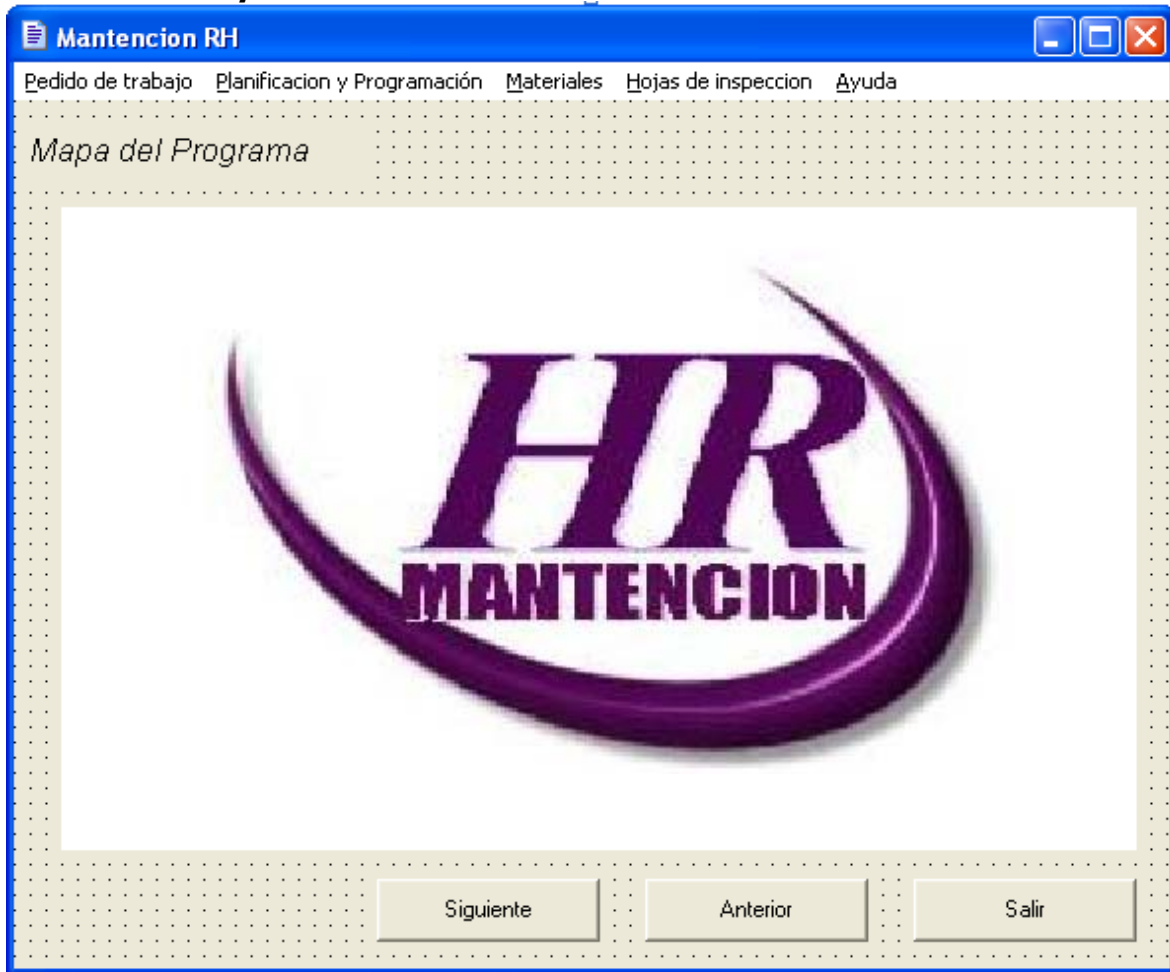 Mantencion RH
Pedido de trabajo Planificacion y Programación Materiales Hojas de inspeccion Ayuda
Mapa del Programa
HR
MANTENCION
Siguiente Anterior Salir